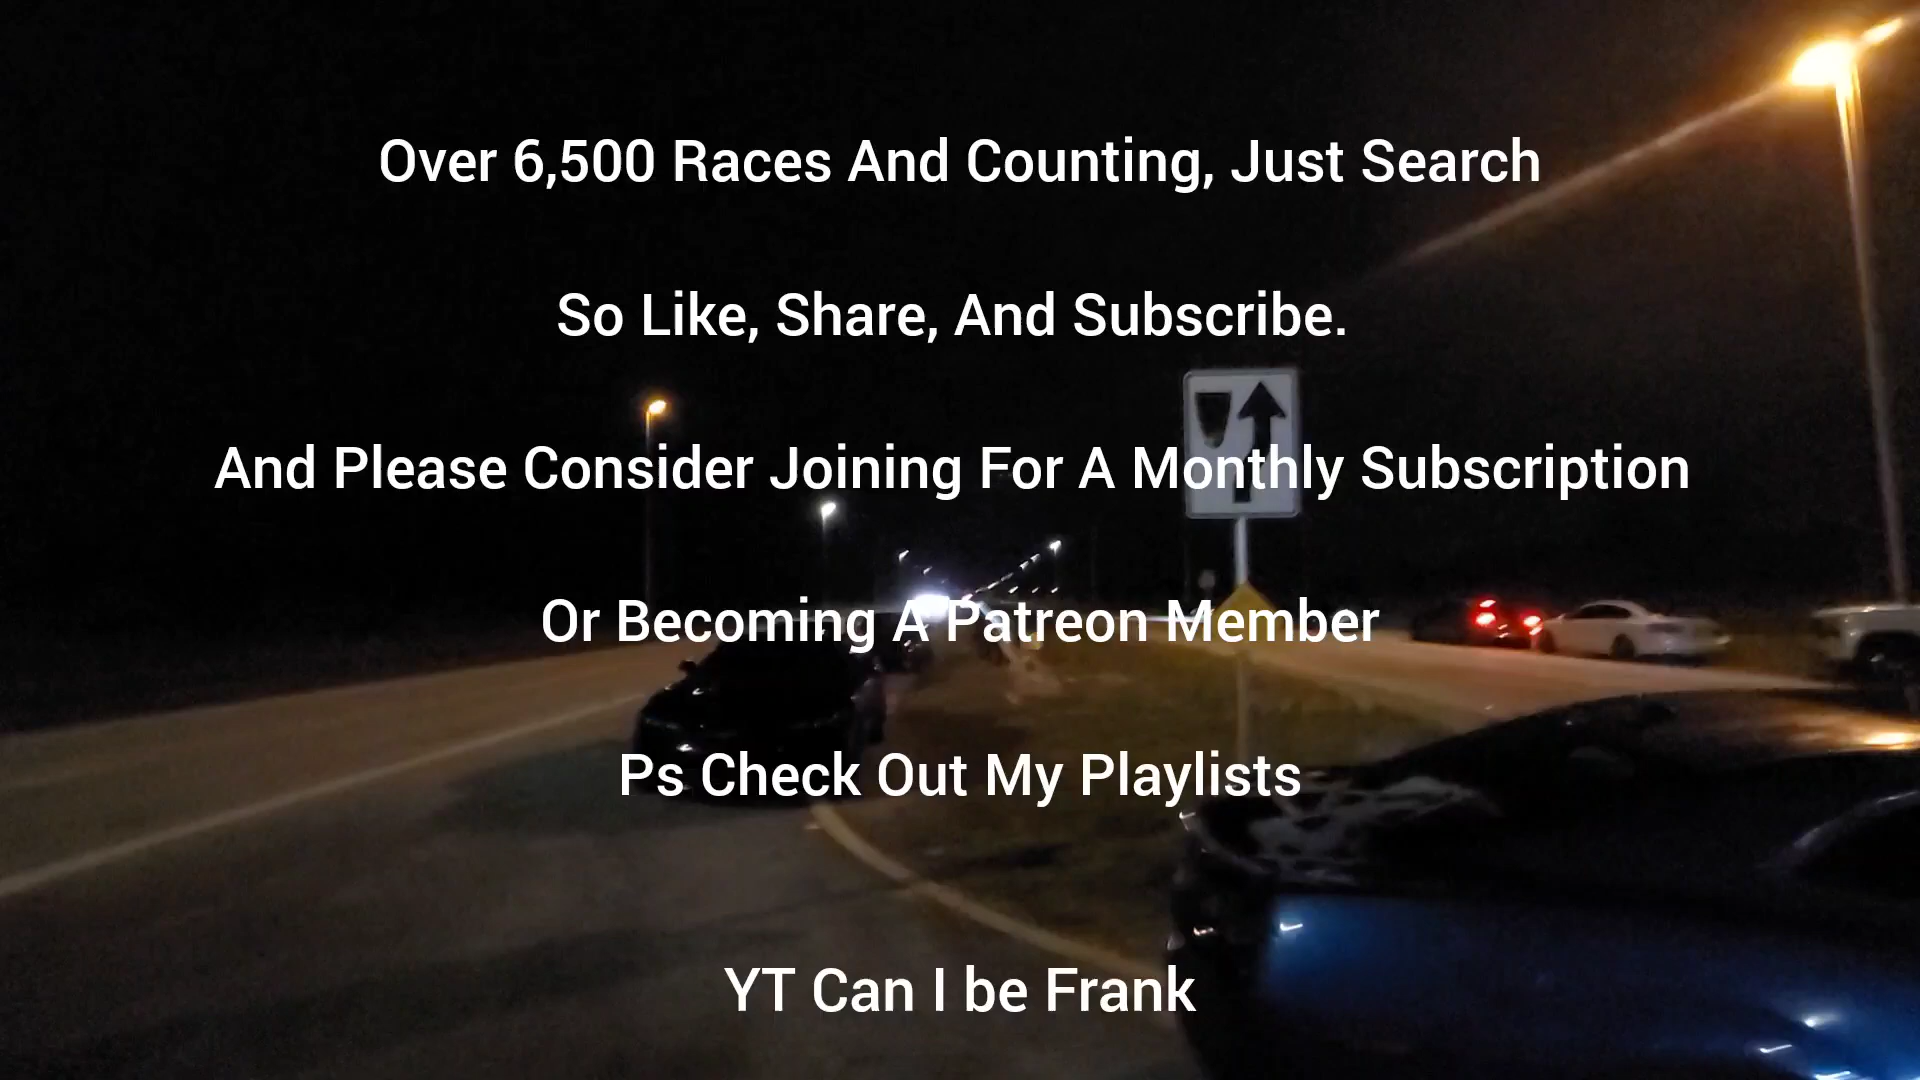 Over 6,500 Races And Counting, Just Search
So Like, Share, And Subscribe.
And Please Consider Joining For A Monthly Subscription
Or Becoming A Patreon Member
Ps Check Out My Playlists
YT Can I be Frank